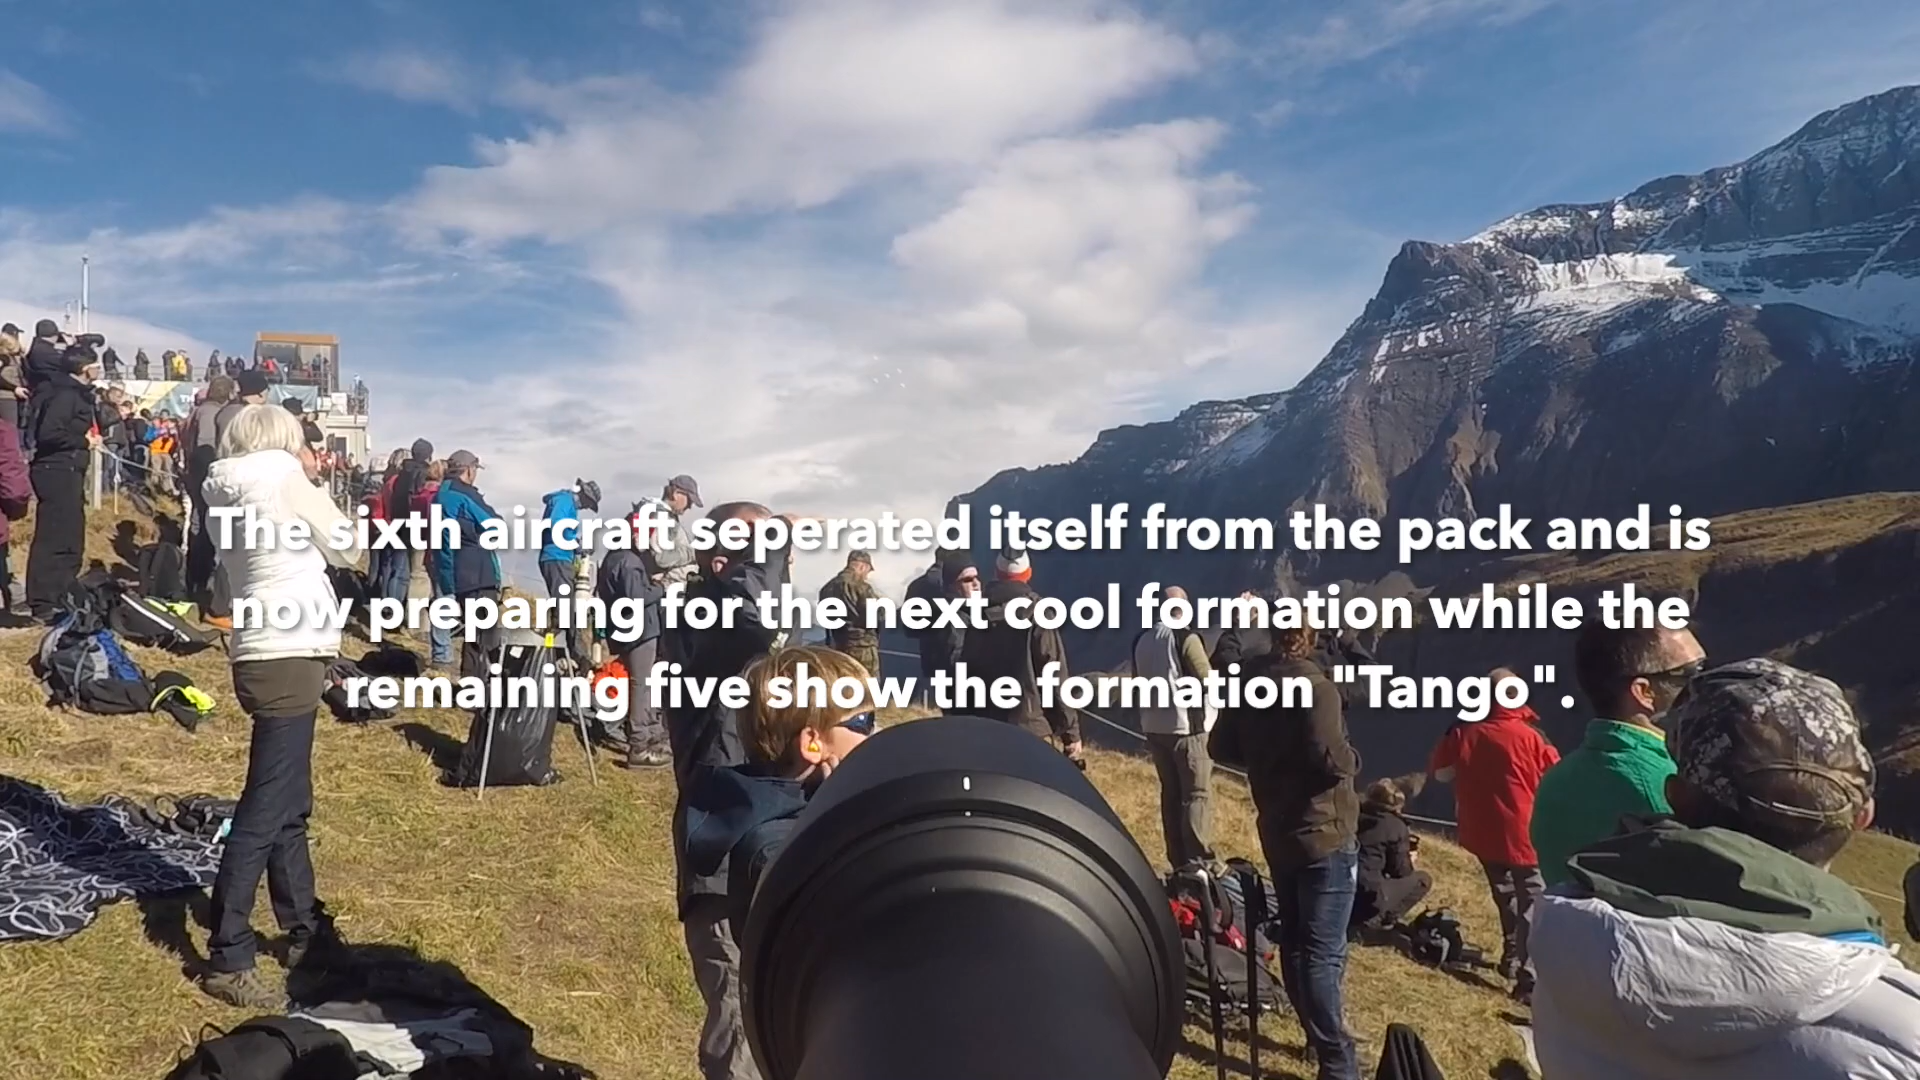 The sixth aircraft seperated itself from the pack and is
now preparing for the next cool formation while the
remaining five show the formation "Tango".